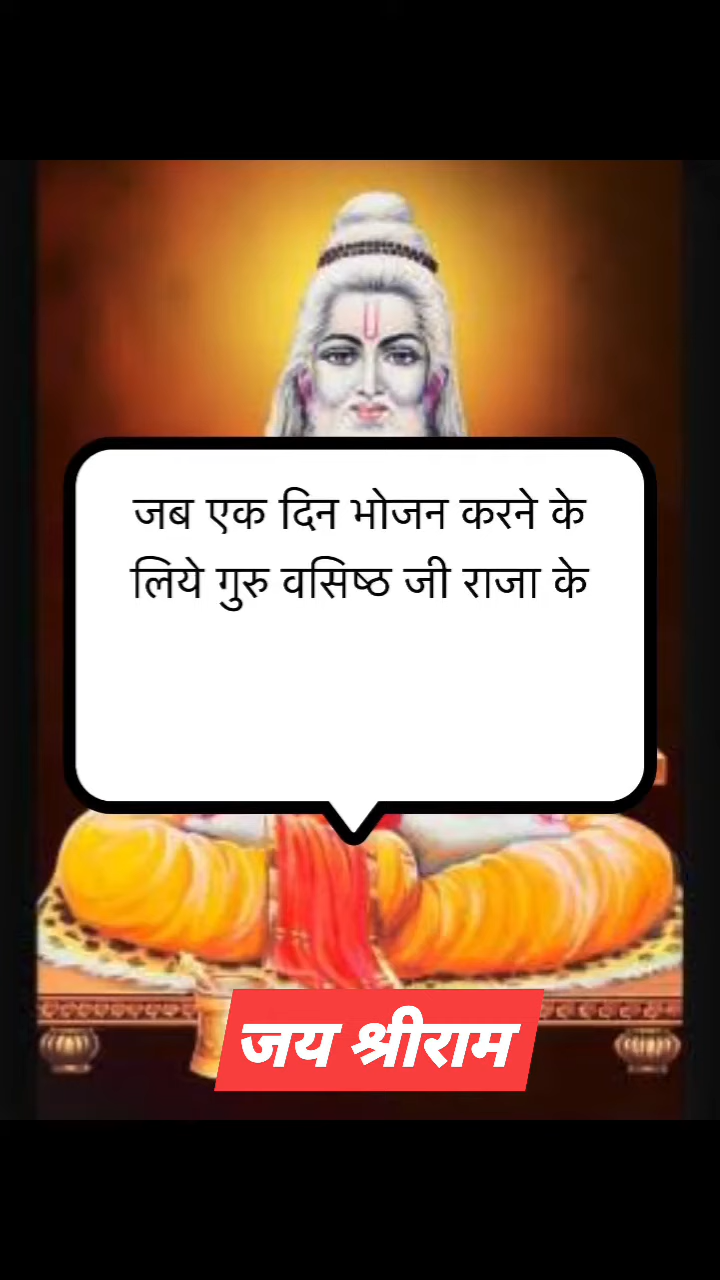 जब एक दिन भोजन करने के
लिये गुरु वसिष्ठ जी राजा के
जय श्रीराम